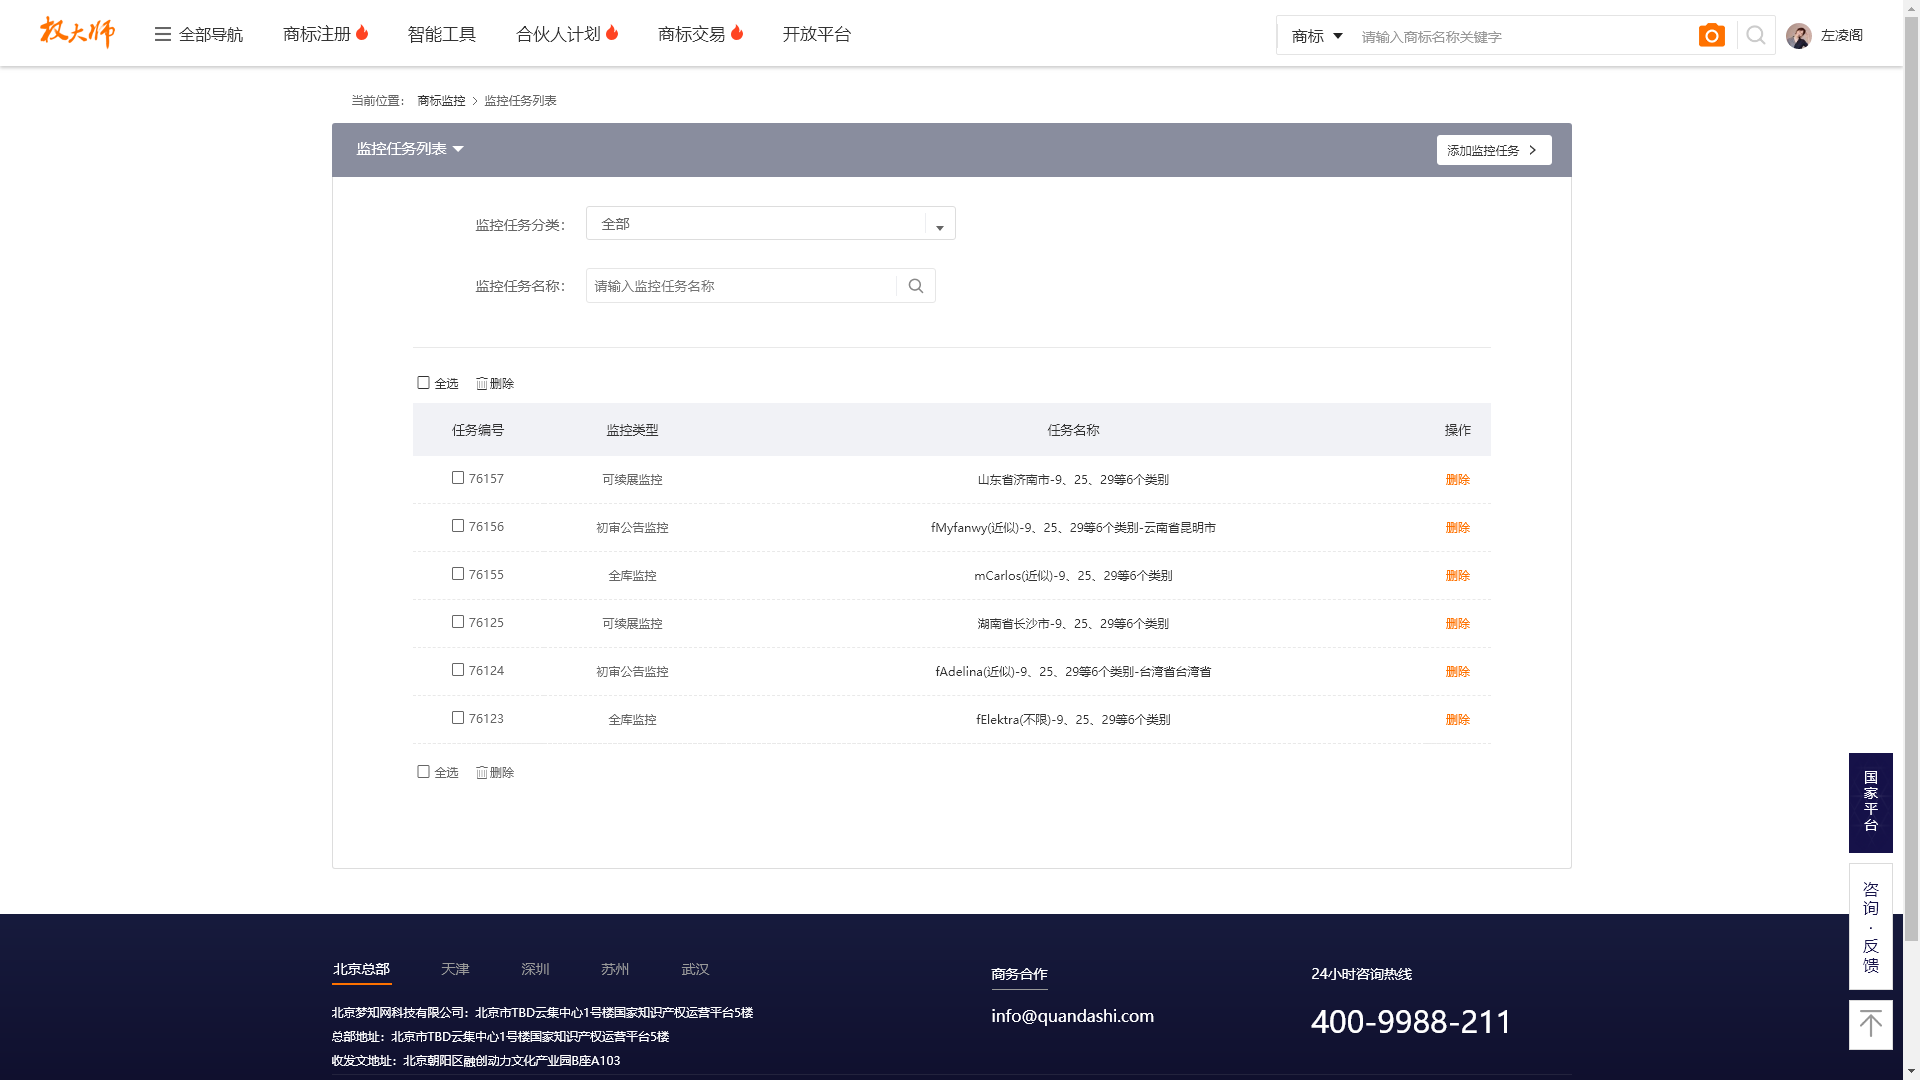 权大师
全部导航
商标注册
智能工具
合伙人计划
商标交易
开放平台
商标
请输入商标名称关键字
左凌阁
当前位置： 商标监控 > 监控任务列表
监控任务列表
添加监控任务 >
监控任务分类：
全部
监控任务名称：
请输入监控任务名称
全选 删除
任务编号 监控类型 任务名称 操作
76157 可续展监控 山东省济南市-9、25、29等6个类别 删除
76156 初审公告监控 fMyfanwy(近似)-9、25、29等6个类别-云南省昆明市 删除
76155 全库监控 mCarlos(近似)-9、25、29等6个类别 删除
76125 可续展监控 湖南省长沙市-9、25、29等6个类别 删除
76124 初审公告监控 fAdelina(近似)-9、25、29等6个类别-台湾省台湾省 删除
76123 全库监控 fElektra(不限)-9、25、29等6个类别 删除
全选 删除
国家平台
咨询·反馈
北京总部 天津 深圳 苏州 武汉
北京梦知网科技有限公司：北京市TBD云集中心1号楼国家知识产权运营平台5楼
总部地址：北京市TBD云集中心1号楼国家知识产权运营平台5楼
收发文地址：北京朝阳区融创动力文化产业园B座A103
商务合作
info@quandashi.com
24小时咨询热线
400-9988-211